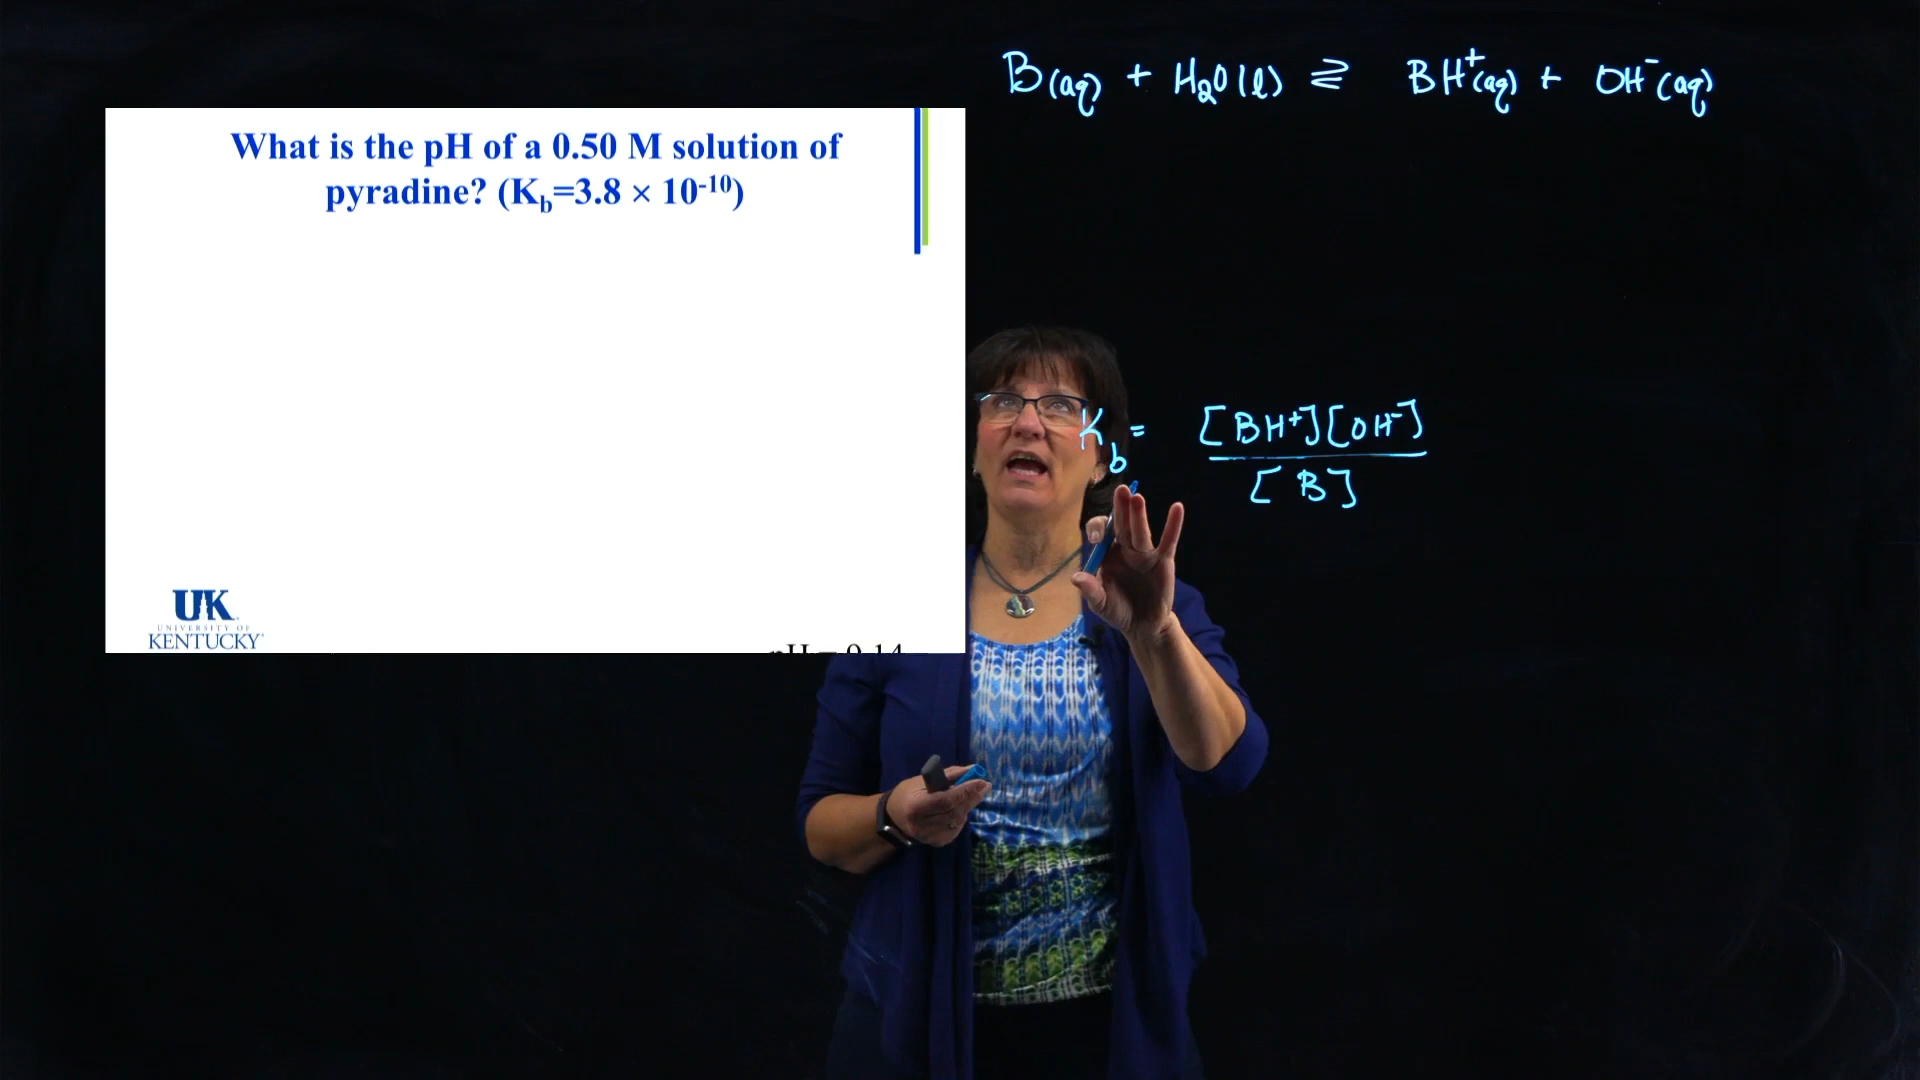 B(aq) + H₂O(l) ⇌ BH⁺(aq) + OH⁻(aq)
What is the pH of a 0.50 M solution of
pyradine? (Kb=3.8 × 10⁻¹⁰)
Kb = [BH⁺][OH⁻]
[B]
UK
UNIVERSITY OF
KENTUCKY